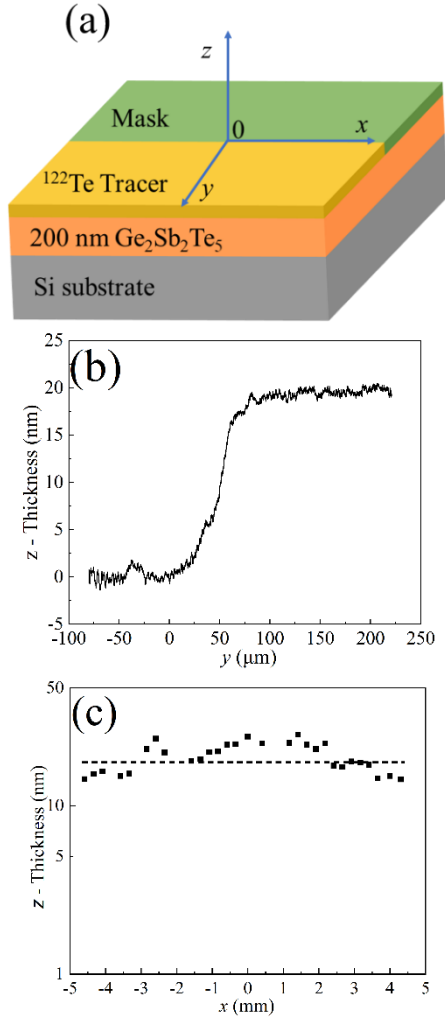 (a)
z
Mask
0
x
¹²²Te Tracer
y
200 nm Ge₂Sb₂Te₅
Si substrate
(b)
25
20
15
10
5
0
-5
z - Thickness (nm)
-100 -50 0 50 100 150 200 250
y (μm)
(c)
50
10
5
1
z - Thickness (nm)
-5 -4 -3 -2 -1 0 1 2 3 4 5
x (mm)